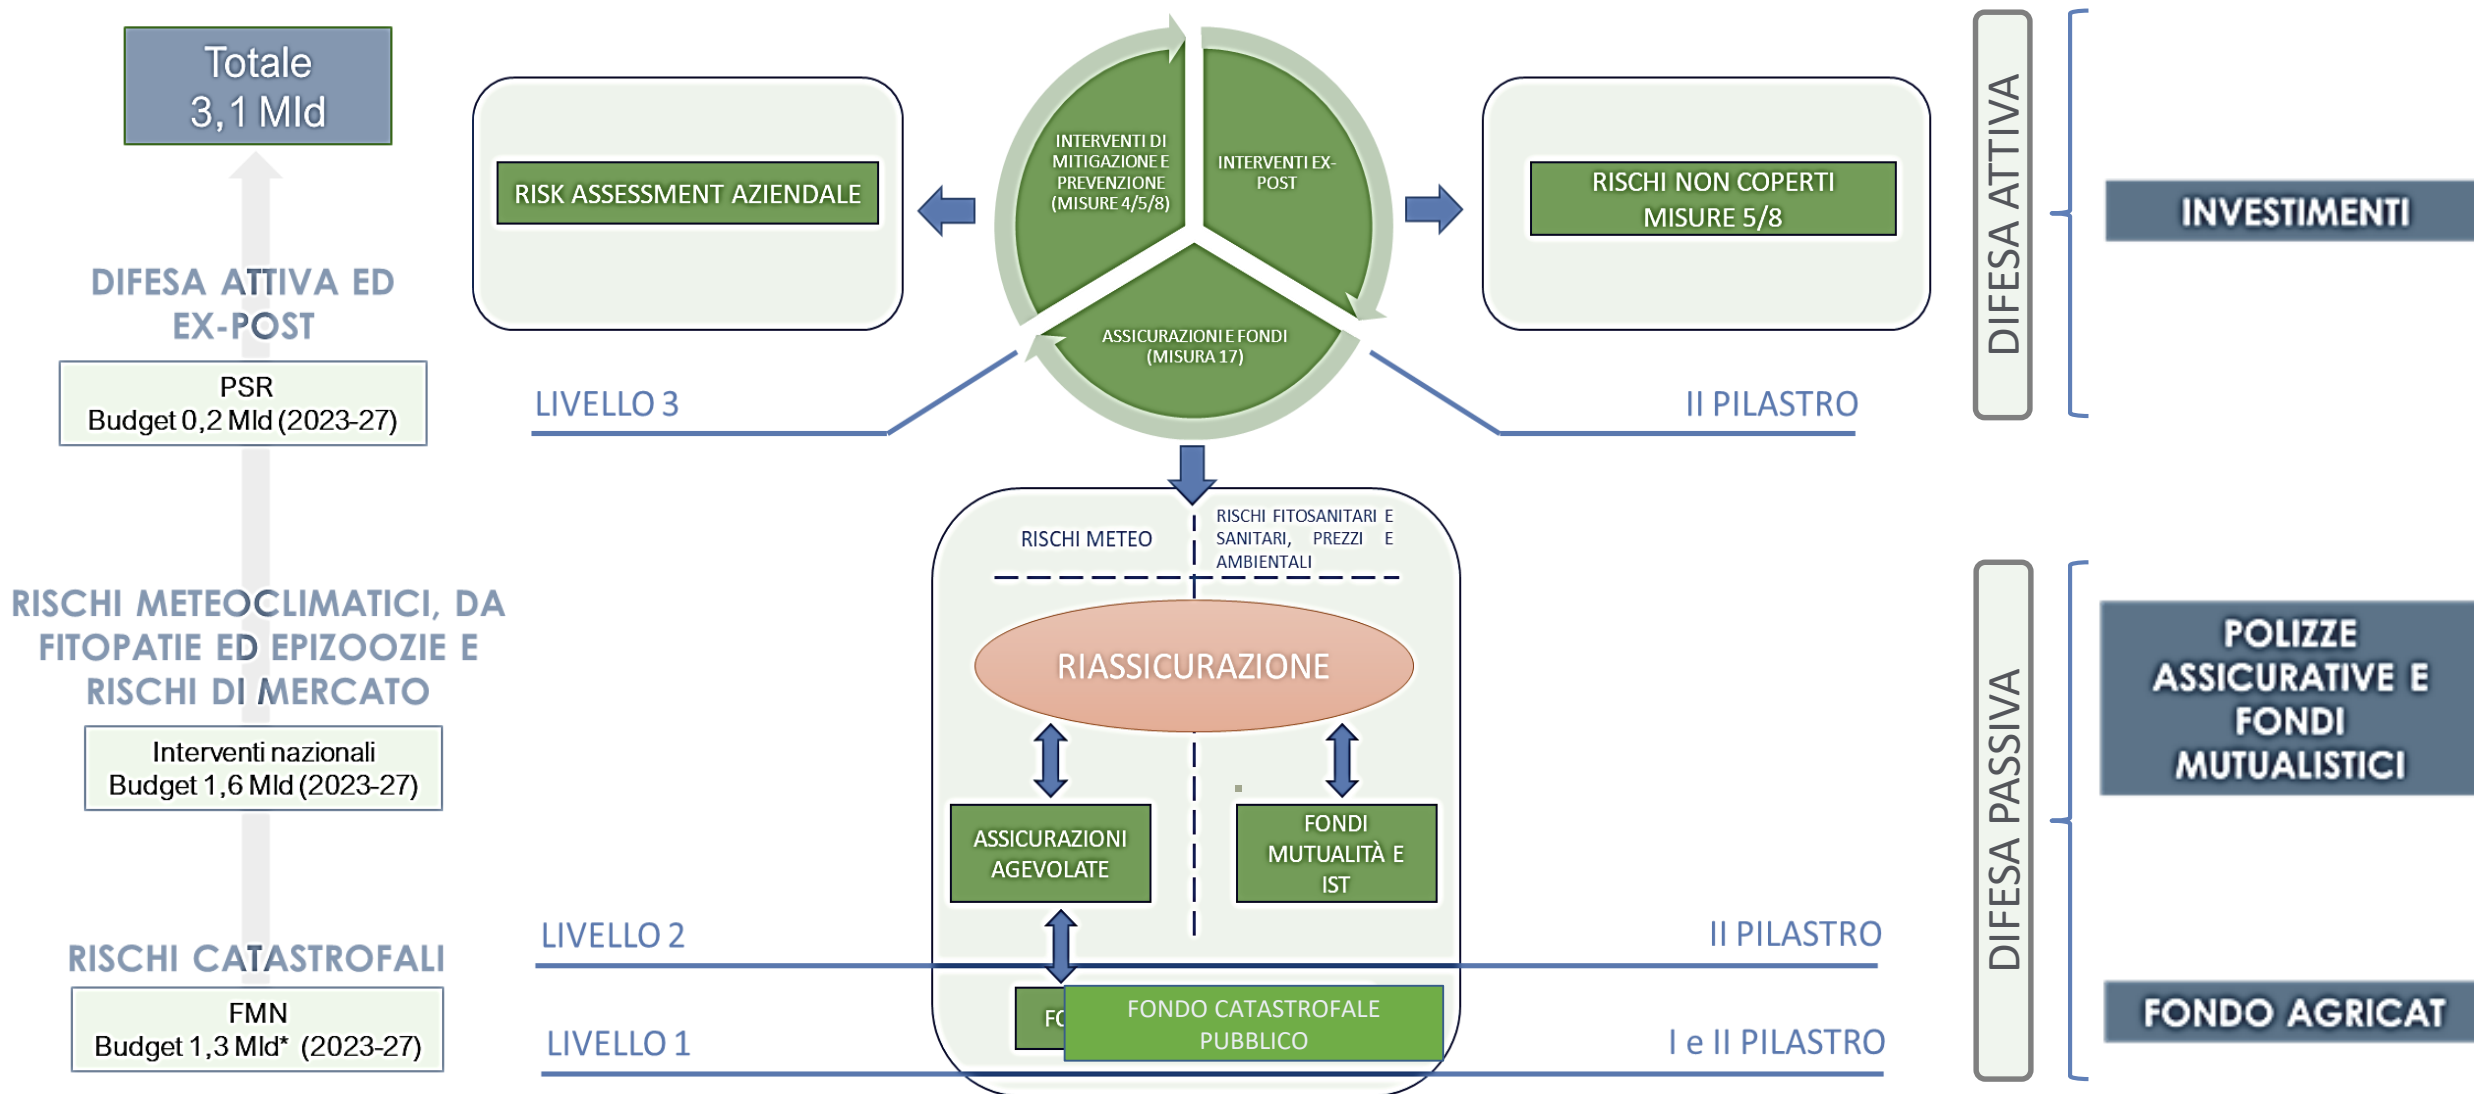 Totale
3,1 Mld
DIFESA ATTIVA ED
EX-POST
PSR
Budget 0,2 Mld (2023-27)
RISCHI METEOCLIMATICI, DA
FITOPATIE ED EPIZOOZIE E
RISCHI DI MERCATO
Interventi nazionali
Budget 1,6 Mld (2023-27)
RISCHI CATASTROFALI
FMN
Budget 1,3 Mld* (2023-27)
RISK ASSESSMENT AZIENDALE
INTERVENTI DI
MITIGAZIONE E
PREVENZIONE
(MISURE 4/5/8)
INTERVENTI EX-
POST
ASSICURAZIONI E FONDI
(MISURA 17)
RISCHI NON COPERTI
MISURE 5/8
LIVELLO 3
II PILASTRO
RISCHI METEO
RISCHI FITOSANITARI E
SANITARI, PREZZI E
AMBIENTALI
RIASSICURAZIONE
ASSICURAZIONI
AGEVOLATE
FONDI
MUTUALITÀ E
IST
LIVELLO 2
II PILASTRO
FONDO CATASTROFALE
PUBBLICO
LIVELLO 1
I e II PILASTRO
DIFESA ATTIVA
INVESTIMENTI
DIFESA PASSIVA
POLIZZE
ASSICURATIVE E
FONDI
MUTUALISTICI
FONDO AGRICAT